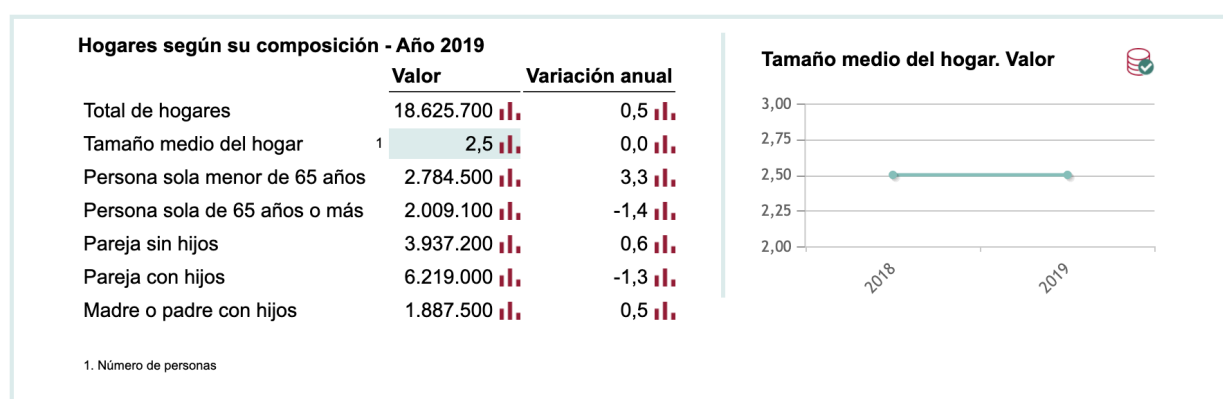 Hogares según su composición - Año 2019
Valor Variación anual
Total de hogares 18.625.700 0,5
Tamaño medio del hogar 1 2,5 0,0
Persona sola menor de 65 años 2.784.500 3,3
Persona sola de 65 años o más 2.009.100 -1,4
Pareja sin hijos 3.937.200 0,6
Pareja con hijos 6.219.000 -1,3
Madre o padre con hijos 1.887.500 0,5
1. Número de personas
Tamaño medio del hogar. Valor
3,00
2,75
2,50
2,25
2,00
2018 2019